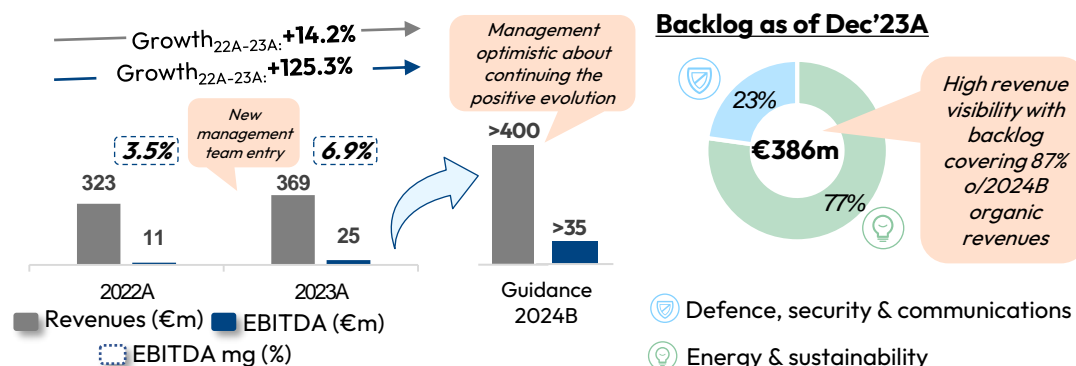 Growth22A-23A:+14.2%
Growth22A-23A:+125.3%
New
management
team entry
3.5%
6.9%
323
11
369
25
2022A
2023A
Revenues (€m)
EBITDA (€m)
EBITDA mg (%)
Management
optimistic about
continuing the
positive evolution
>400
>35
Guidance
2024B
Backlog as of Dec'23A
23%
€386m
77%
High revenue
visibility with
backlog
covering 87%
o/2024B
organic
revenues
Defence, security & communications
Energy & sustainability